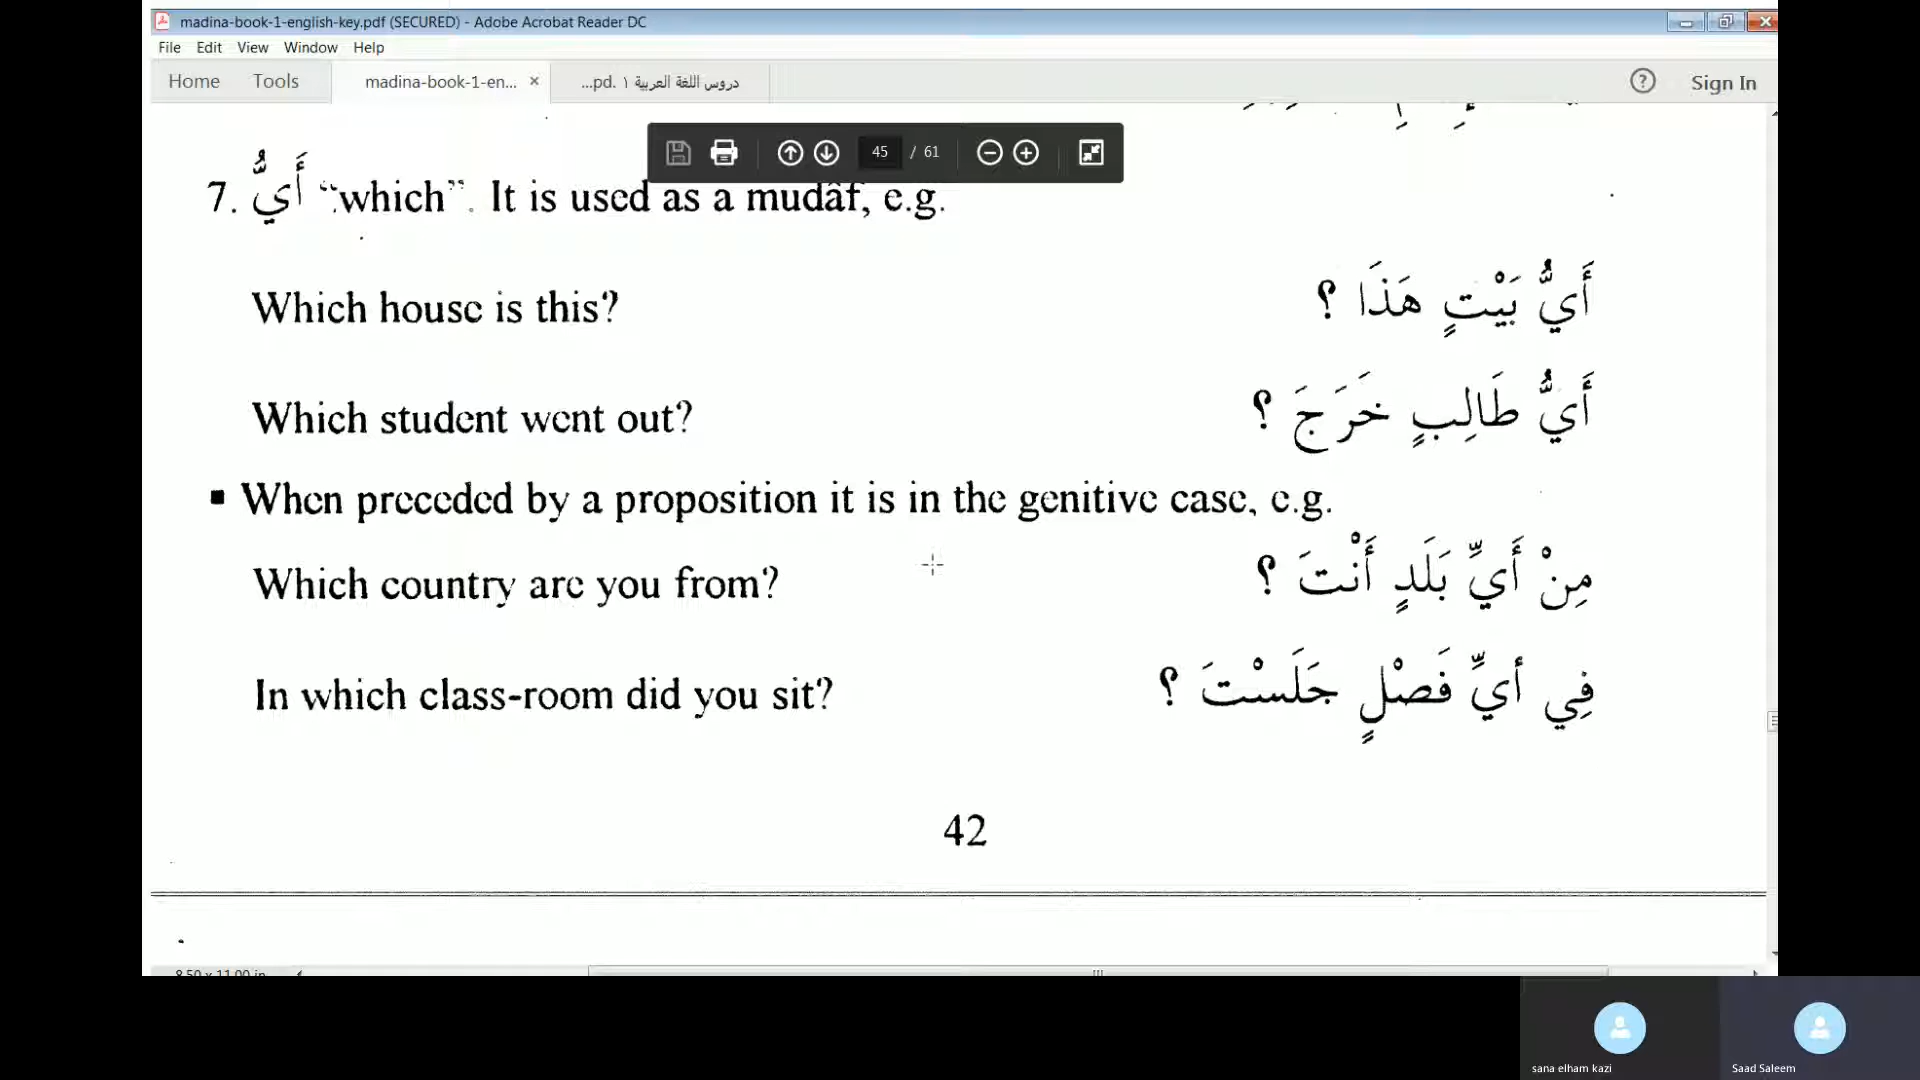 madina-book-1-english-key.pdf (SECURED) - Adobe Acrobat Reader DC
File Edit View Window Help
Home Tools madina-book-1-en... × دروس اللغة العربية ١ .pd... Sign In
45 / 61
7. أَيُّ “which”. It is used as a mudâf, e.g.
Which house is this? أَيُّ بَيْتٍ هَذَا ؟
Which student went out? أَيُّ طَالِبٍ خَرَجَ ؟
▪ When preceded by a proposition it is in the genitive case, e.g.
Which country are you from? مِنْ أَيِّ بَلَدٍ أَنْتَ ؟
In which class-room did you sit? فِي أيِّ فَصْلٍ جَلَسْتَ ؟
42
8.50 x 11.00 in
sana elham kazi Saad Saleem